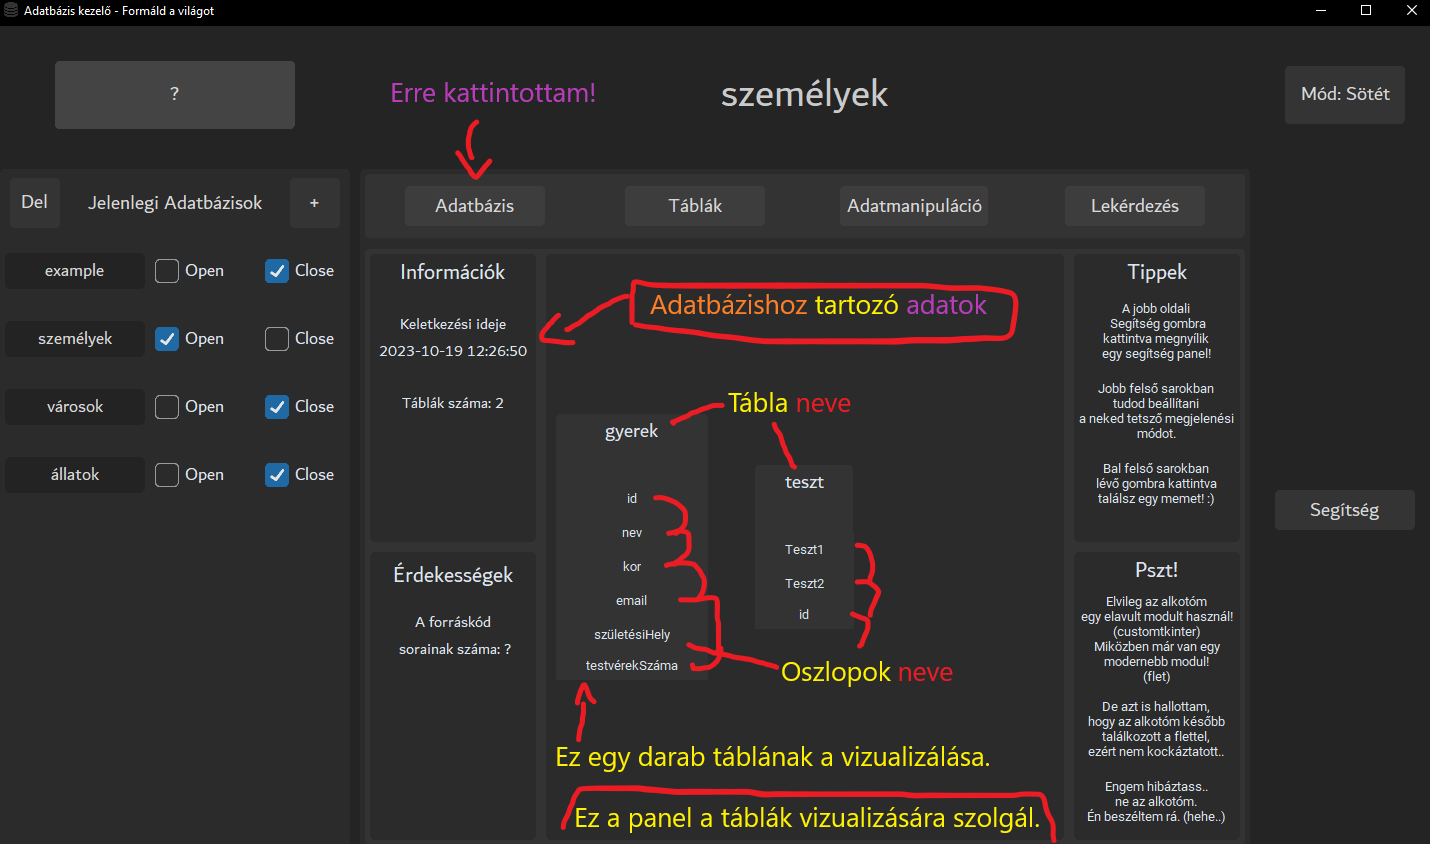 Adatbázis kezelő - Formáld a világot
?
Erre kattintottam!
személyek
Mód: Sötét
Del
Jelenlegi Adatbázisok
+
example
Open
Close
személyek
Open
Close
városok
Open
Close
állatok
Open
Close
Adatbázis
Táblák
Adatmanipuláció
Lekérdezés
Információk
Keletkezési ideje
2023-10-19 12:26:50
Táblák száma: 2
Érdekességek
A forráskód
sorainak száma: ?
Adatbázishoz tartozó adatok
Tábla neve
gyerek
id
nev
kor
email
születésiHely
testvérekSzáma
teszt
Teszt1
Teszt2
id
Oszlopok neve
Ez egy darab táblának a vizualizálása.
Ez a panel a táblák vizualizására szolgál.
Tippek
A jobb oldali
Segítség gombra
kattintva megnyílik
egy segítség panel!
Jobb felső sarokban
tudod beállítani
a neked tetsző megjelenési
módot.
Bal felső sarokban
lévő gombra kattintva
találsz egy memet! :)
Pszt!
Elvileg az alkotóm
egy elavult modult használ!
(customtkinter)
Miközben már van egy
modernebb modul!
(flet)
De azt is hallottam,
hogy az alkotóm később
találkozott a flettel,
ezért nem kockáztatott..
Engem hibáztass..
ne az alkotóm.
Én beszéltem rá. (hehe..)
Segítség